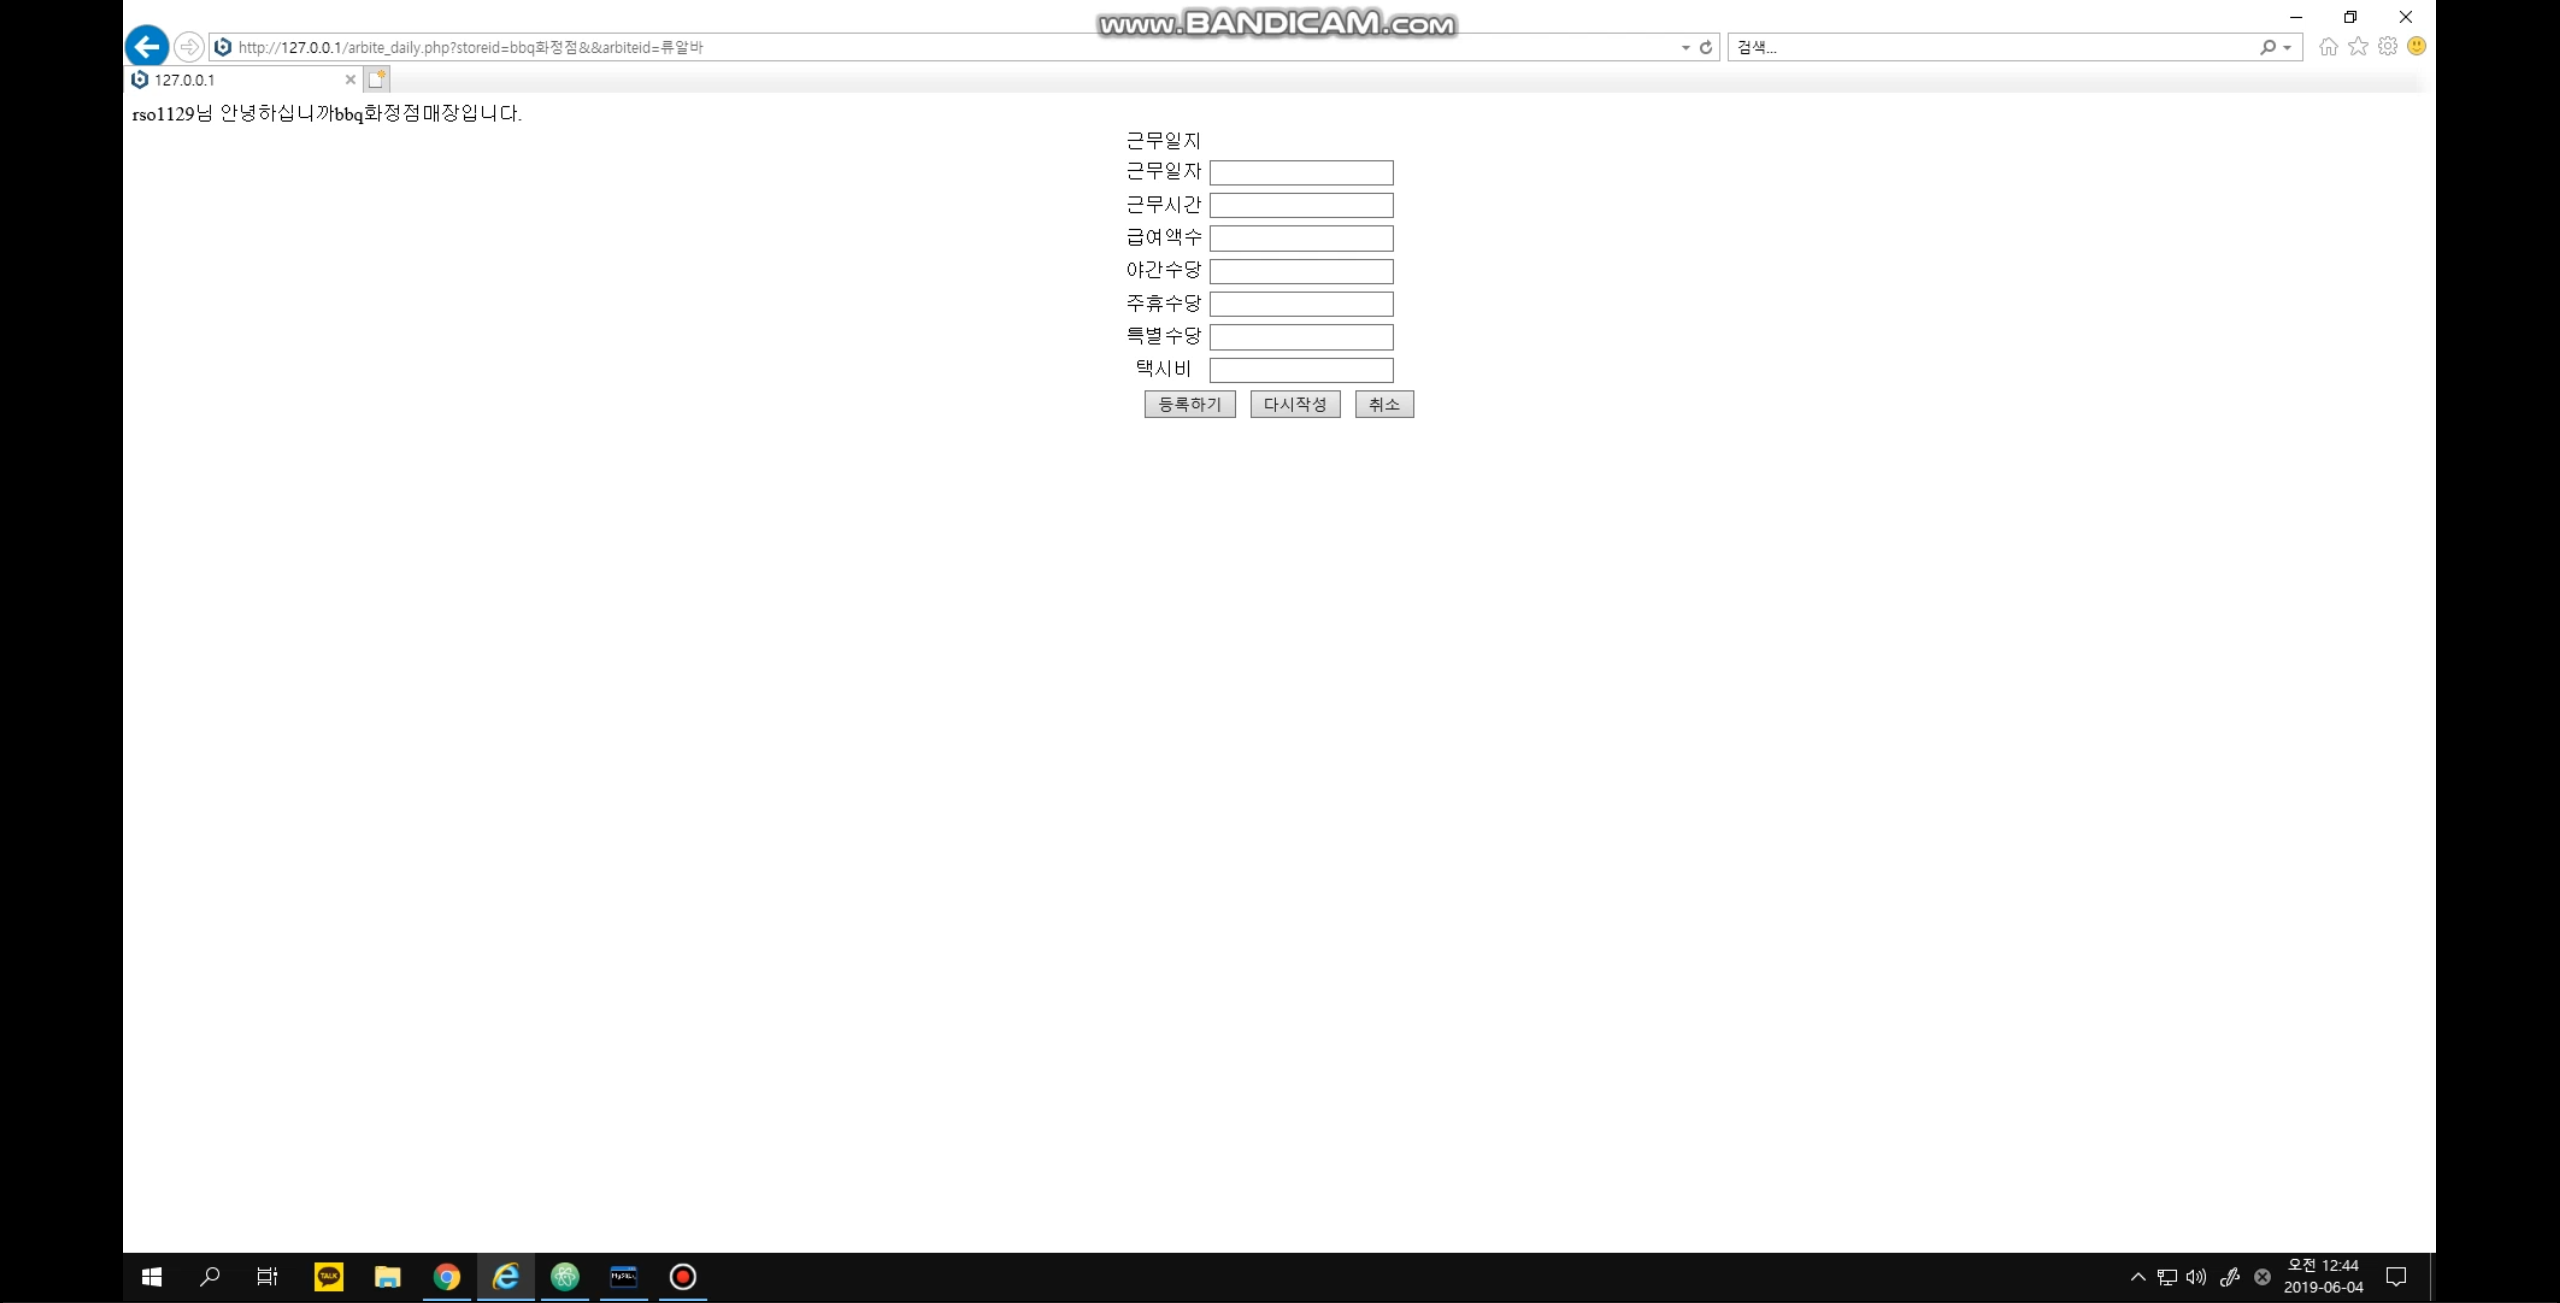 www.BANDICAM.com
http://127.0.0.1/arbite_daily.php?storeid=bbq화정점&&arbiteid=류알바
검색...
127.0.0.1
rso1129님 안녕하십니까bbq화정점매장입니다.
근무일지
근무일자
근무시간
급여액수
야간수당
주휴수당
특별수당
택시비
등록하기 다시작성 취소
TALK
MySQL
오전 12:44
2019-06-04